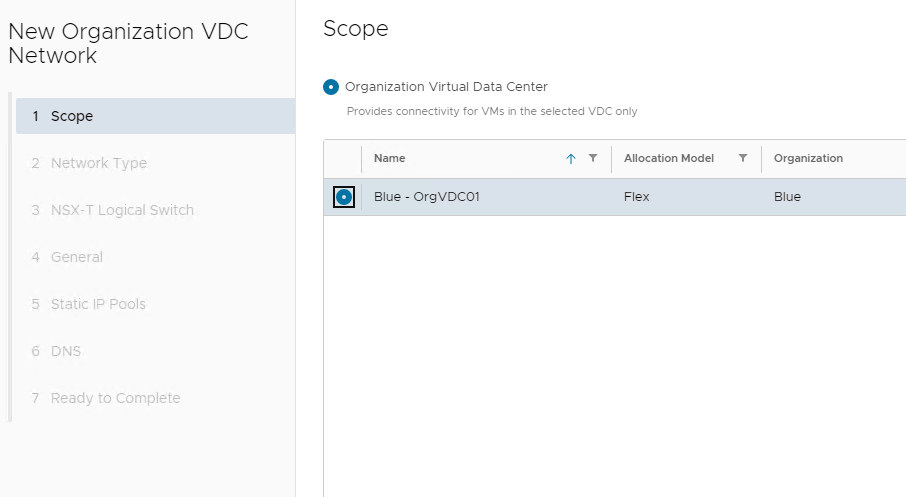 New Organization VDC
Network
1 Scope
2 Network Type
3 NSX-T Logical Switch
4 General
5 Static IP Pools
6 DNS
7 Ready to Complete
Scope
Organization Virtual Data Center
Provides connectivity for VMs in the selected VDC only
Name Allocation Model Organization
Blue - OrgVDC01 Flex Blue